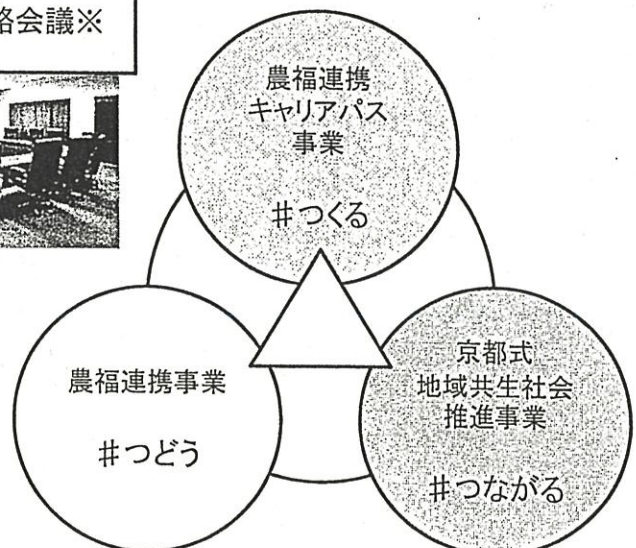 絡会議※
農福連携
キャリアパス
事業
#つくる
農福連携事業
#つどう
京都式
地域共生社会
推進事業
#つながる